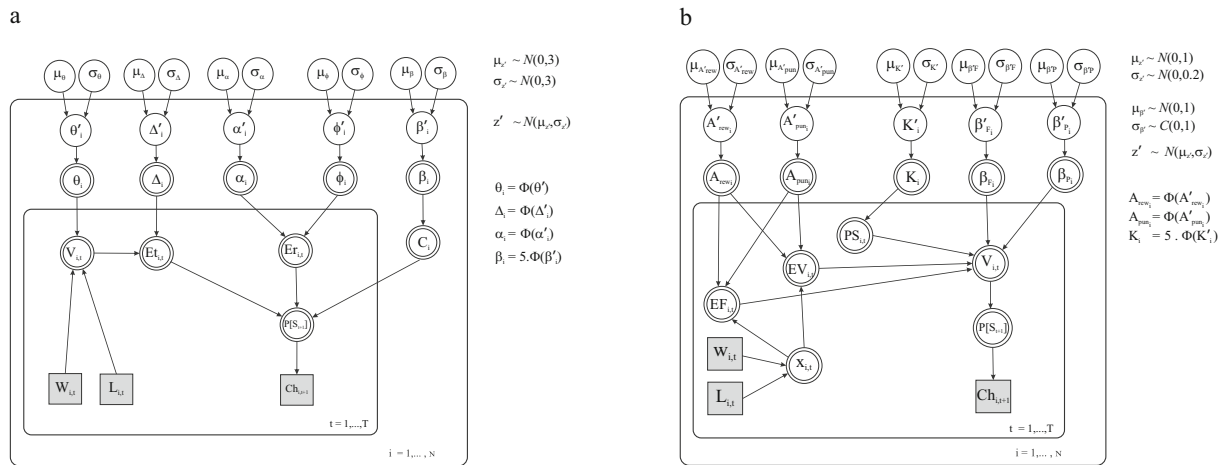 a
μθ σθ μΔ σΔ μα σα μϕ σϕ μβ σβ
μz′ ~ N(0,3)
σz′ ~ N(0,3)
θ′i Δ′i α′i ϕ′i β′i
z′ ~ N(μz′,σz′)
θi Δi αi ϕi βi
θi = Φ(θ′)
Δi = Φ(Δ′i)
αi = Φ(α′i)
βi = 5.Φ(β′i)
Vi,t Eti,t Eri,t Ci
P[Si,t+1]
Wi,t Li,t Chi,t+1
t = 1,...,T
i = 1,... , N
b
μA′rew σA′rew μA′pun σA′pun μK′ σK′ μβ′F σβ′F μβ′P σβ′P
μz′ ~ N(0,1)
σz′ ~ N(0,0.2)
μβ′ ~ N(0,1)
σβ′ ~ C(0,1)
z′ ~ N(μz′,σz′)
A′rewi A′puni K′i β′Fi β′Pi
Arewi Apuni Ki βFi βPi
Arewi = Φ(A′rewi)
Apuni = Φ(A′puni)
Ki = 5 . Φ(K′i)
PSi,t
EVi,t Vi,t
EFi,t
P[Si,t+1]
Wi,t xi,t
Li,t Chi,t+1
t = 1,...,T
i = 1,... , N